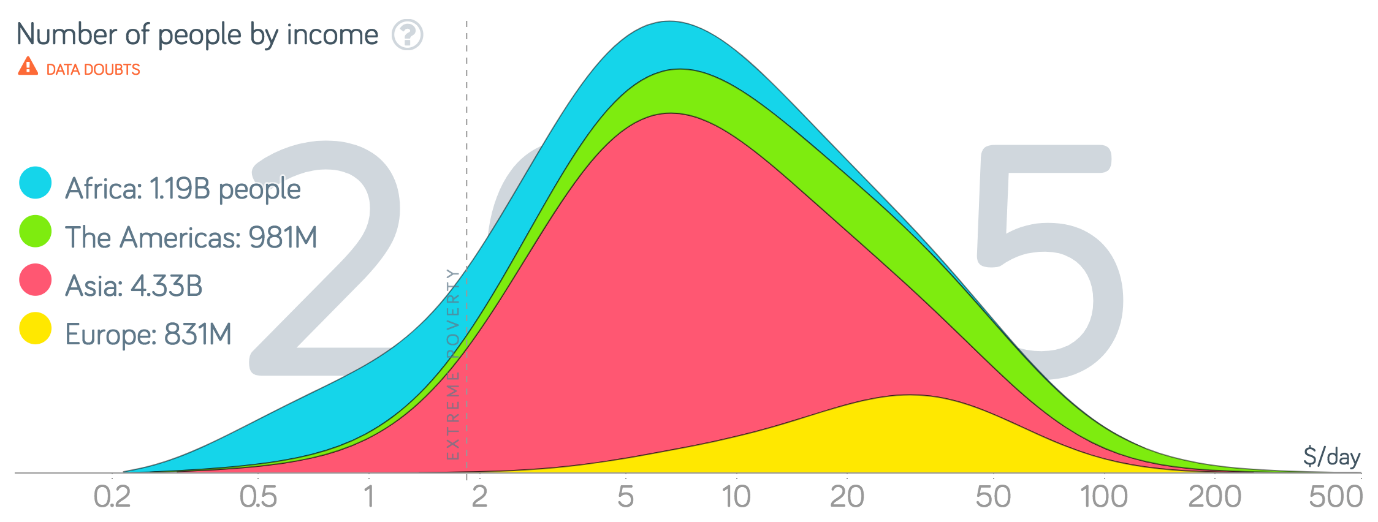 Number of people by income ?
DATA DOUBTS
Africa: 1.19B people
The Americas: 981M
Asia: 4.33B
Europe: 831M
EXTREME POVERTY
$/day
0.2 0.5 1 2 5 10 20 50 100 200 500